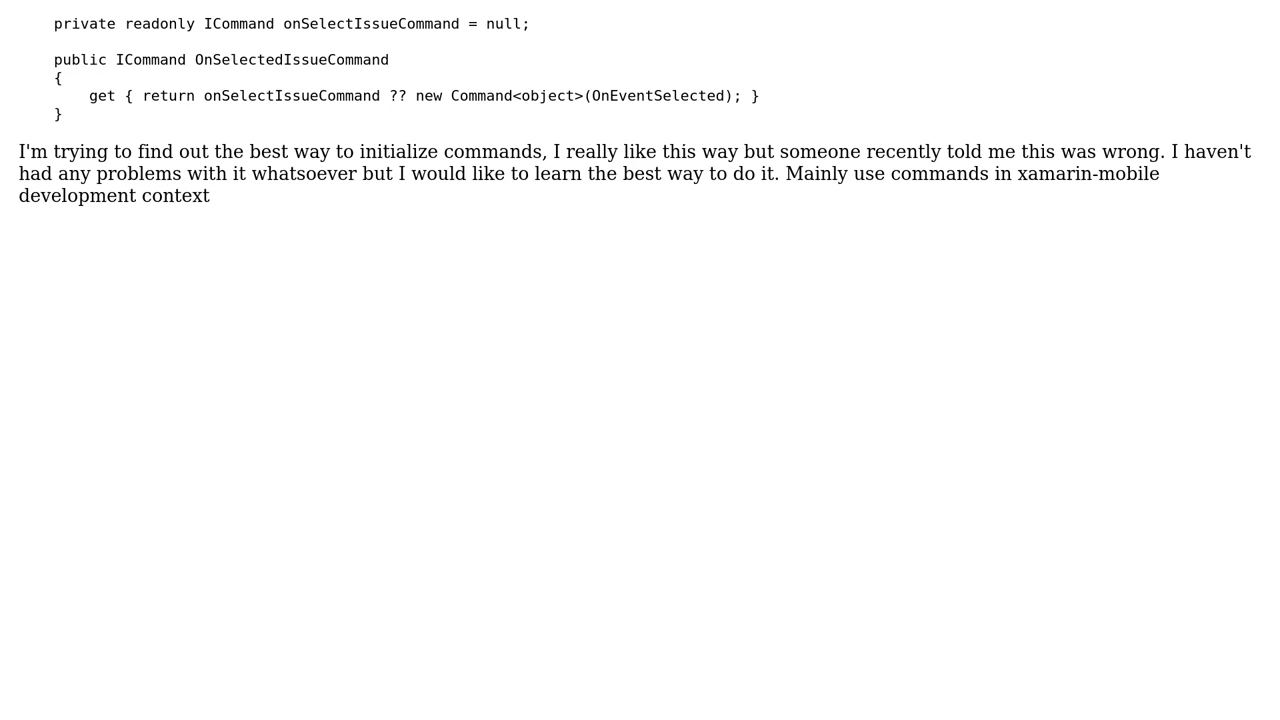 private readonly ICommand onSelectIssueCommand = null;
public ICommand OnSelectedIssueCommand
{
get { return onSelectIssueCommand ?? new Command<object>(OnEventSelected); }
}
I'm trying to find out the best way to initialize commands, I really like this way but someone recently told me this was wrong. I haven't
had any problems with it whatsoever but I would like to learn the best way to do it. Mainly use commands in xamarin-mobile
development context